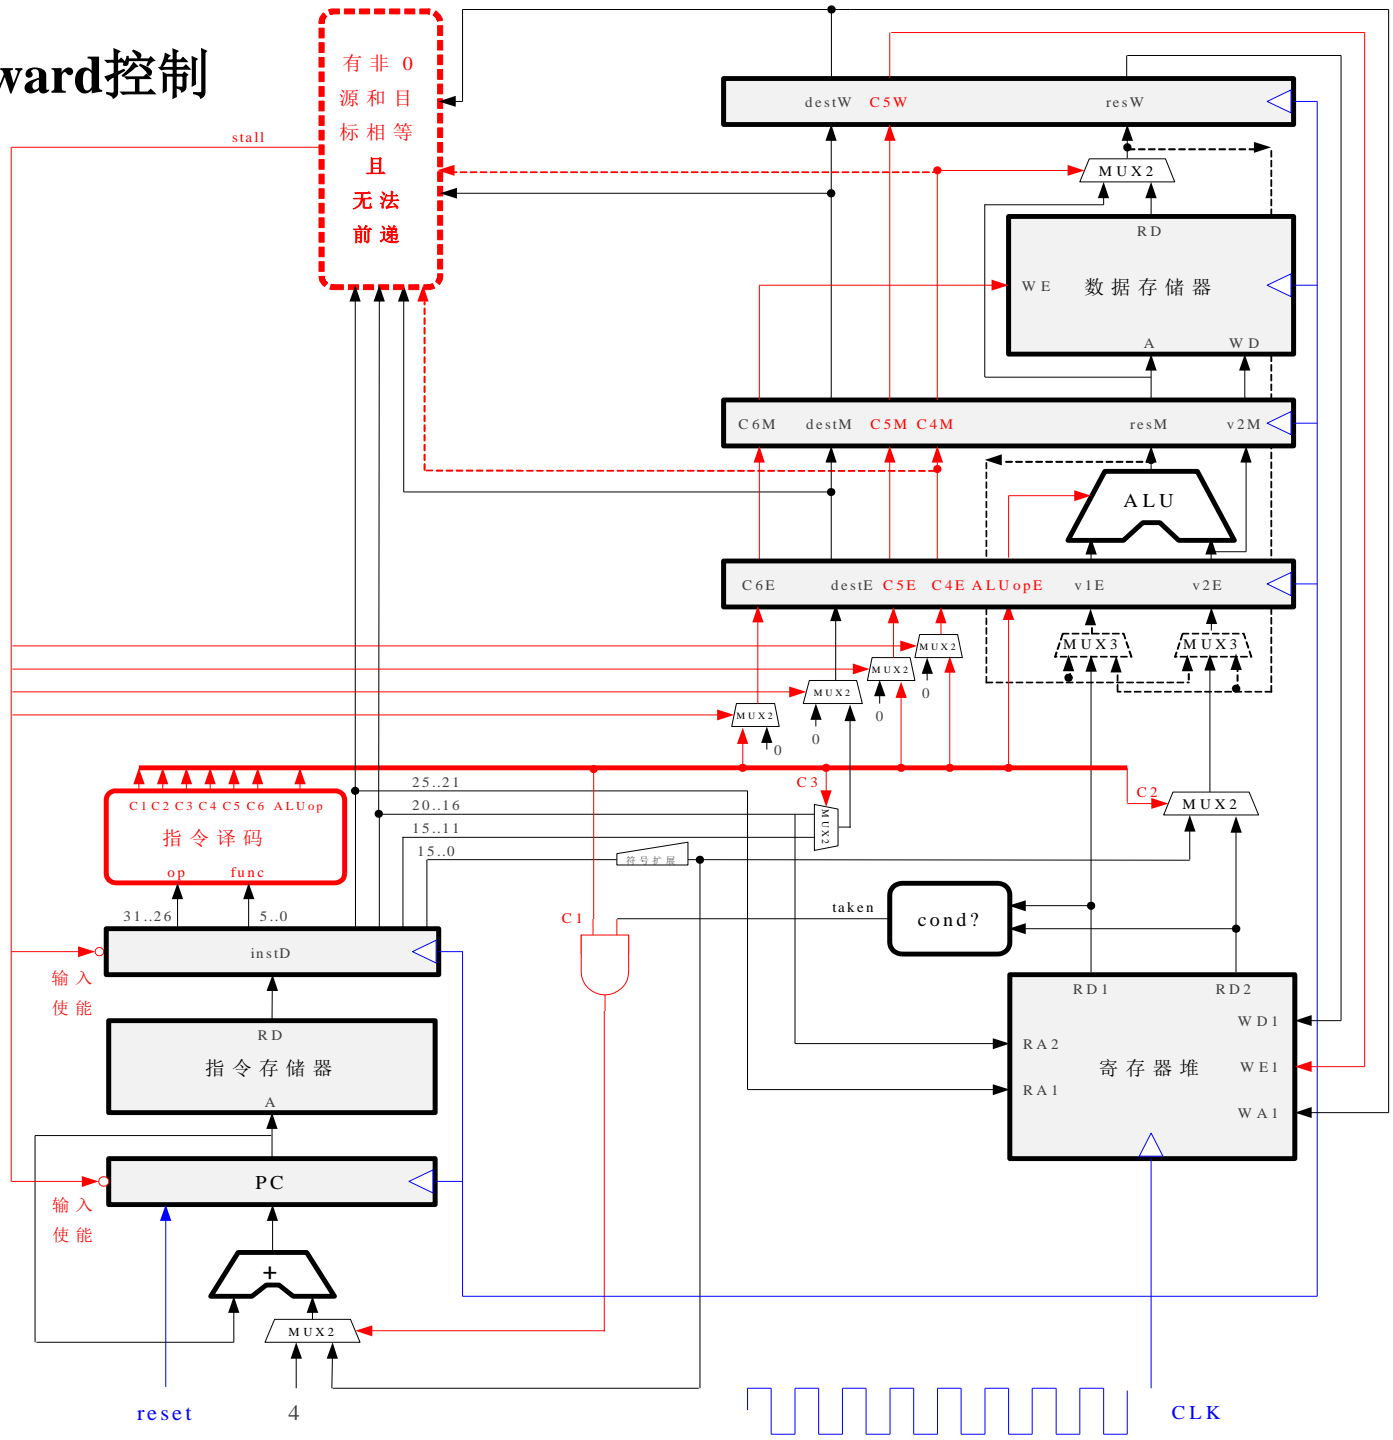 ward控制
有非 0
源和目
标相等
且
无法
前递
stall
destW C5W resW
MUX2
RD
WE 数据存储器
A WD
C6M destM C5M C4M resM v2M
ALU
C6E destE C5E C4E ALUopE v1E v2E
MUX2 MUX3 MUX3
MUX2
MUX2 0
MUX2 0
0
0
C1 C2 C3 C4 C5 C6 ALUop
指令译码
op func
31..26 5..0
25..21
20..16
15..11
15..0
C3
MUX2
符号扩展
C2
MUX2
instD
输入
使能
C1
taken
cond?
RD
指令存储器
A
RD1 RD2
WD1
RA2 寄存器堆 WE1
RA1
WA1
PC
输入
使能
+
MUX2
reset
4
CLK